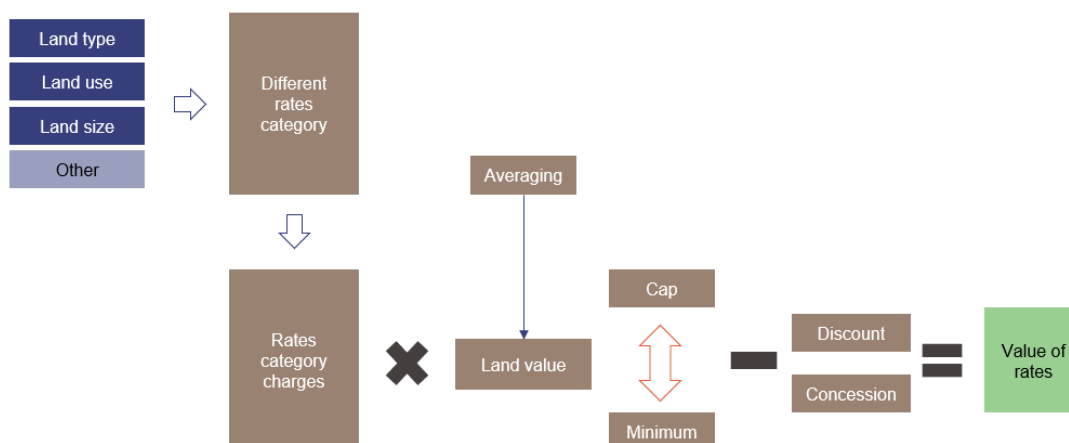 Land type
Land use
Land size
Other
Different
rates
category
Averaging
Rates
category
charges
Land value
Cap
Minimum
Discount
Concession
Value of
rates